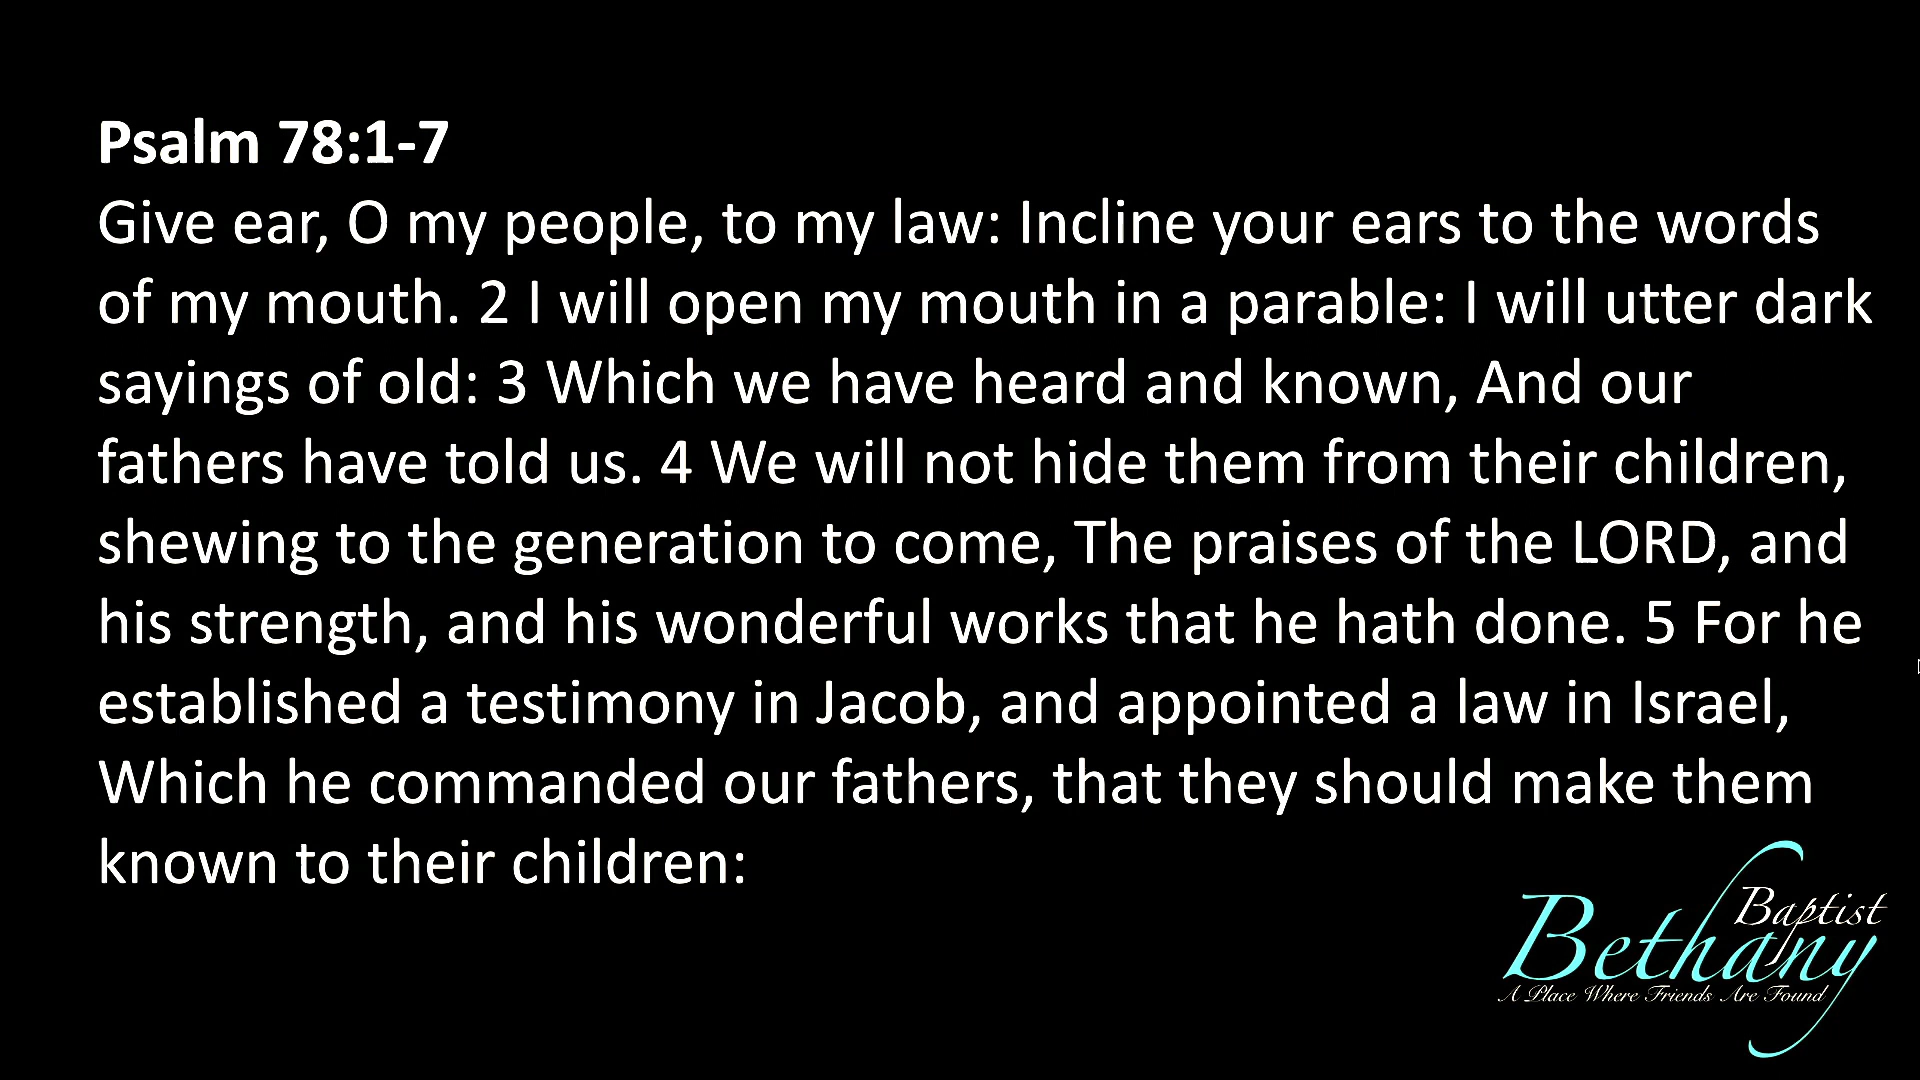 Psalm 78:1-7
Give ear, O my people, to my law: Incline your ears to the words
of my mouth. 2 I will open my mouth in a parable: I will utter dark
sayings of old: 3 Which we have heard and known, And our
fathers have told us. 4 We will not hide them from their children,
shewing to the generation to come, The praises of the LORD, and
his strength, and his wonderful works that he hath done. 5 For he
established a testimony in Jacob, and appointed a law in Israel,
Which he commanded our fathers, that they should make them
known to their children:
Baptist
Bethany
A Place Where Friends Are Found